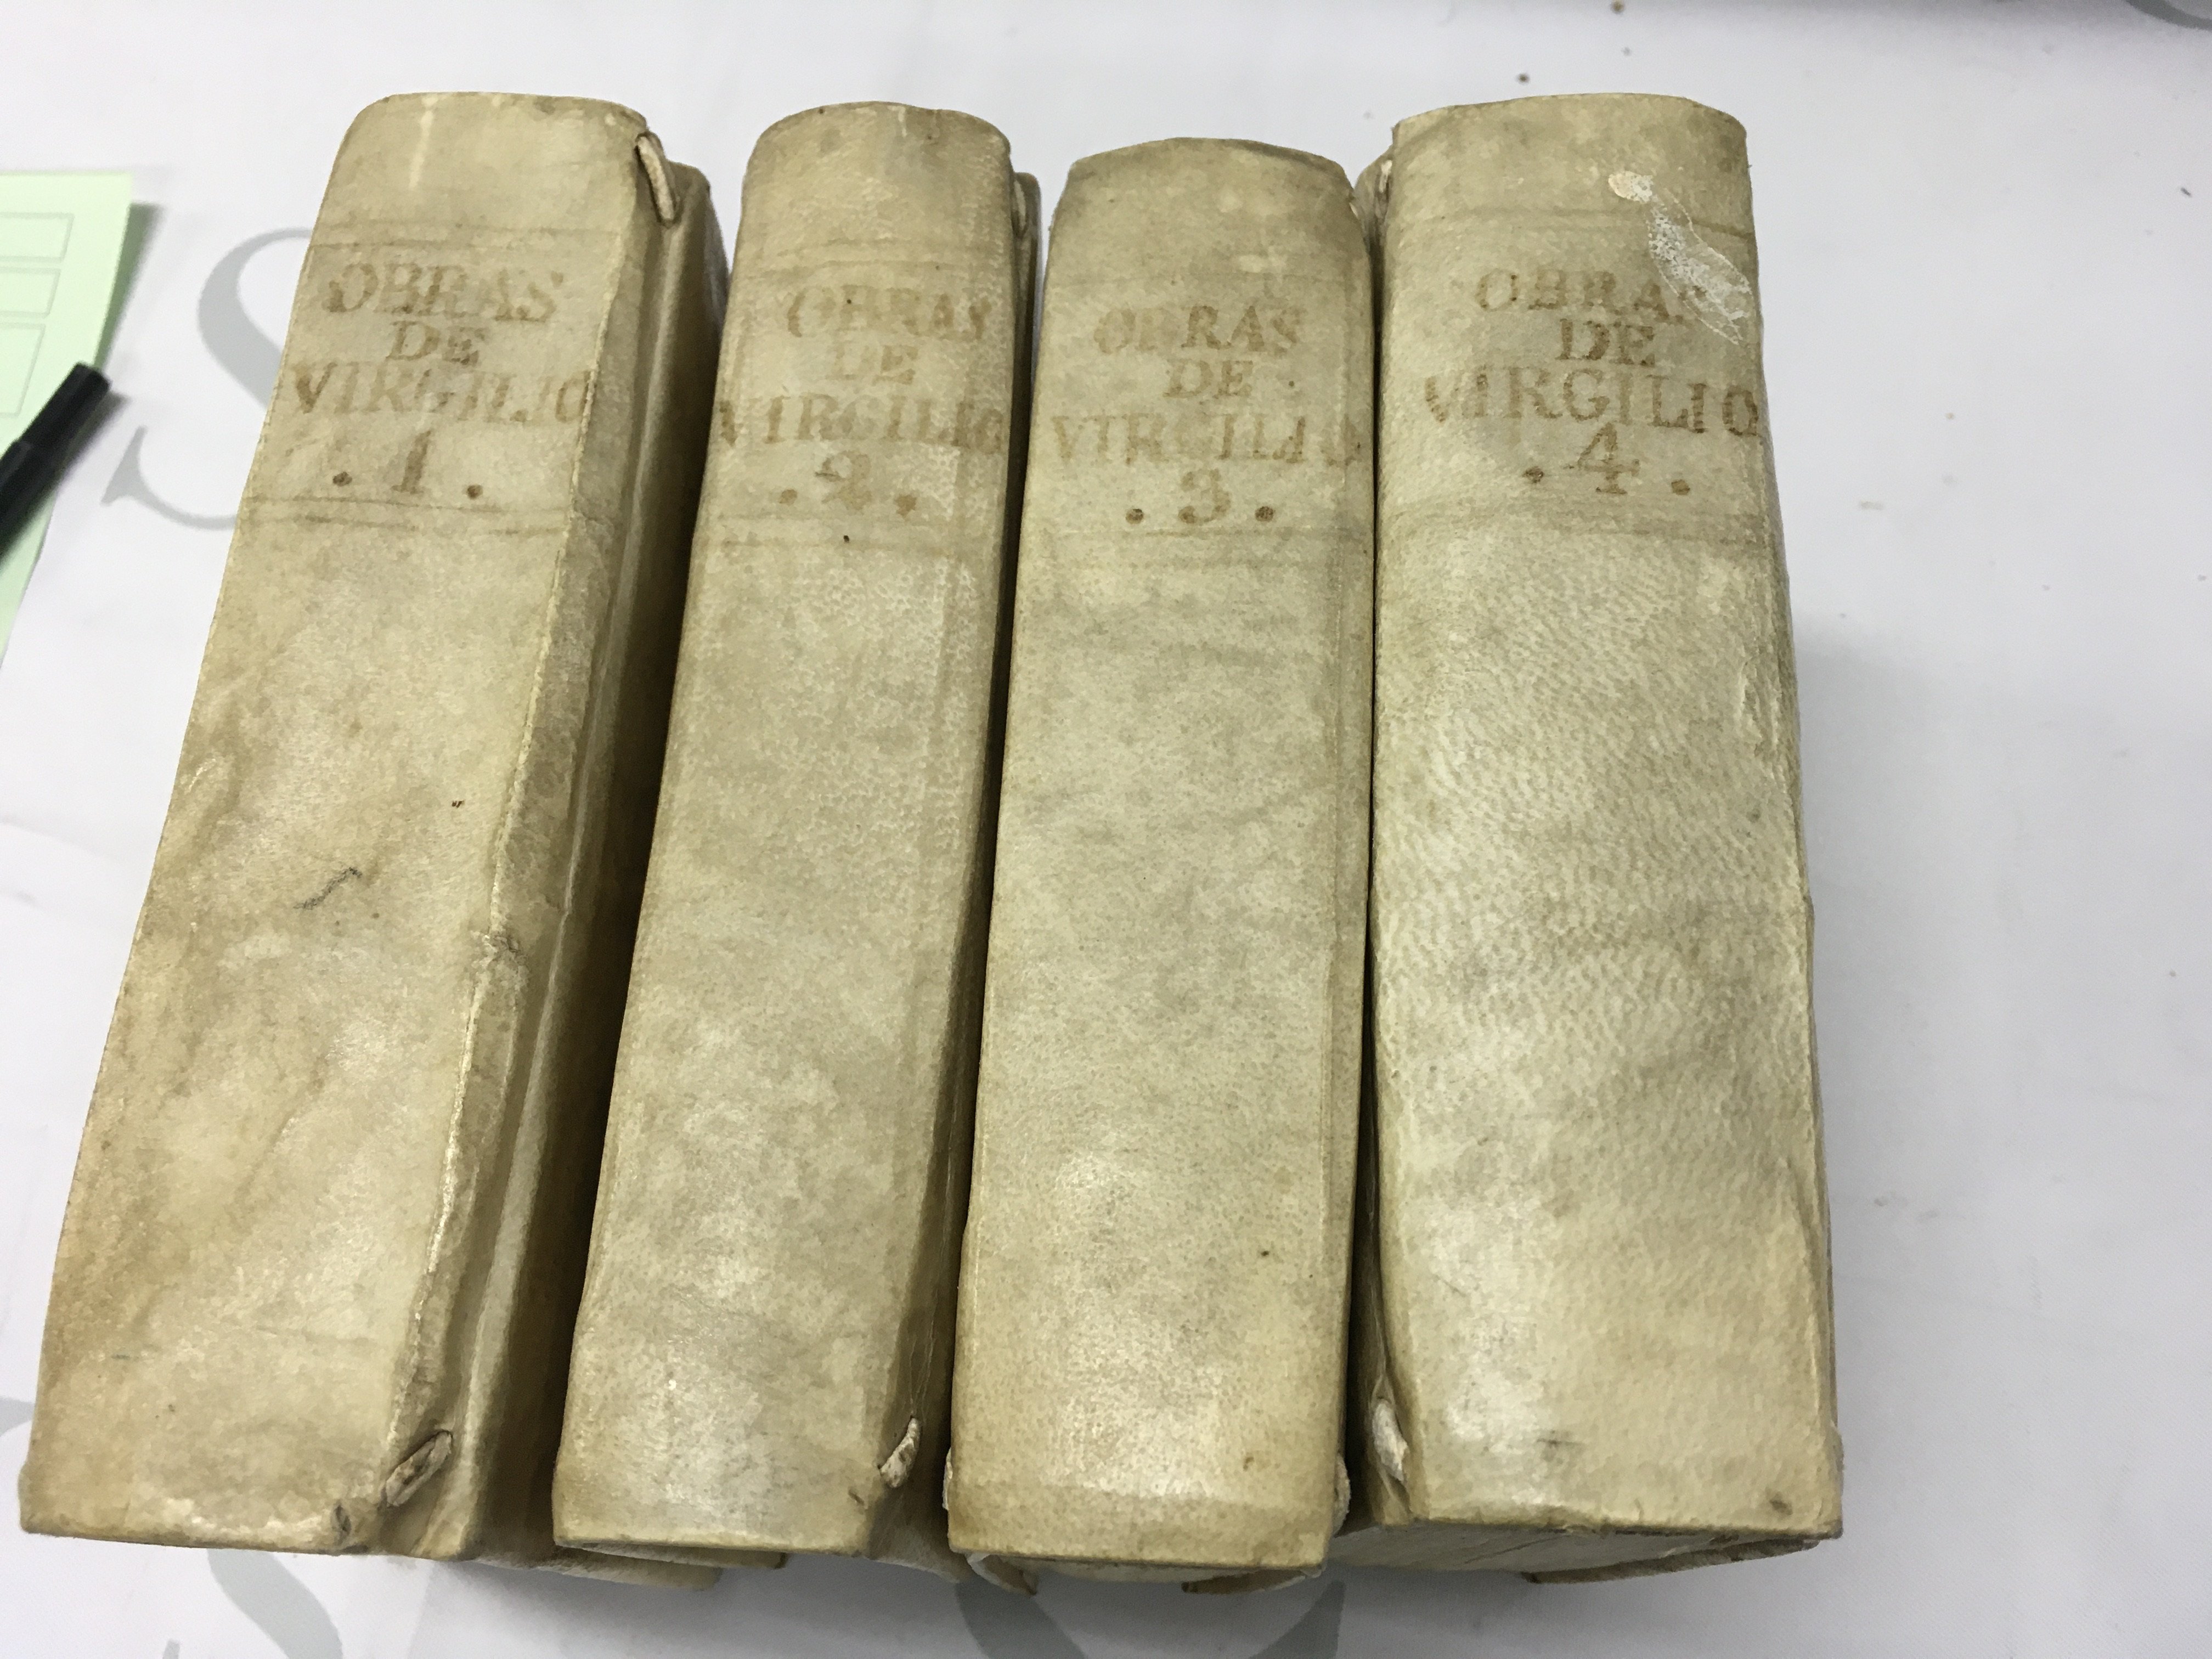 OBRAS
DE
VIRGILIO
. 1 .
OBRAS
DE
VIRGILIO
. 2 .
OBRAS
DE
VIRGILIO
. 3 .
OBRAS
DE
VIRGILIO
. 4 .